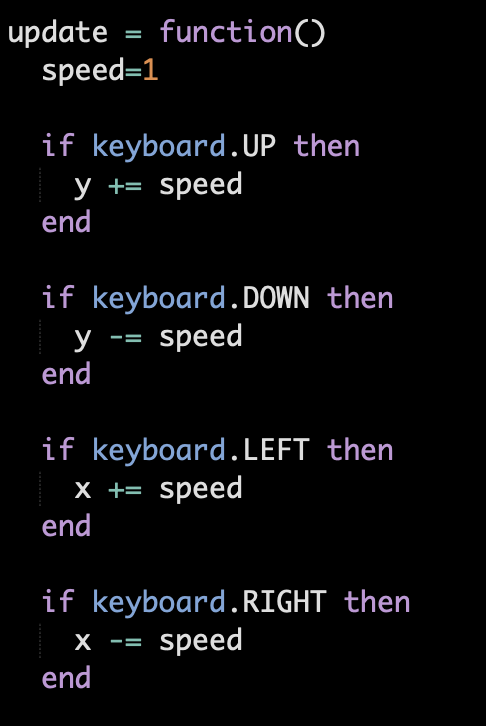 update = function()
  speed=1

  if keyboard.UP then
    y += speed
  end

  if keyboard.DOWN then
    y -= speed
  end

  if keyboard.LEFT then
    x += speed
  end

  if keyboard.RIGHT then
    x -= speed
  end